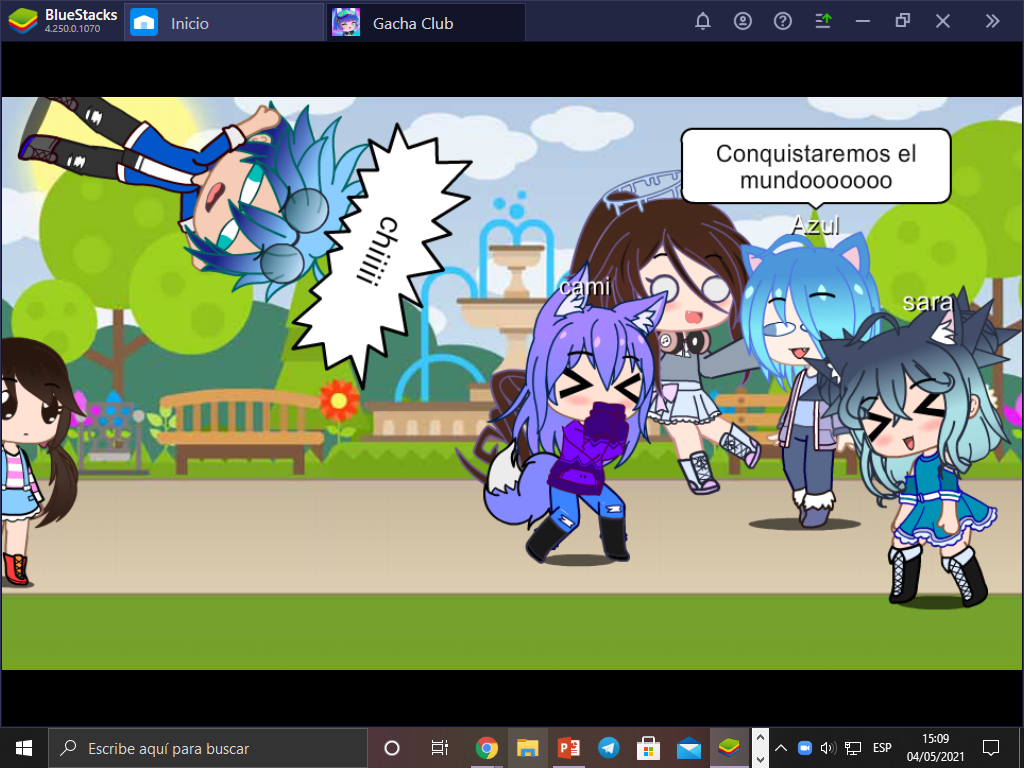 BlueStacks
4.250.0.1070
Inicio
Gacha Club
Conquistaremos el
mundooooooo
Azul
chiiiii
cami
sara
Escribe aquí para buscar
ESP
15:09
04/05/2021